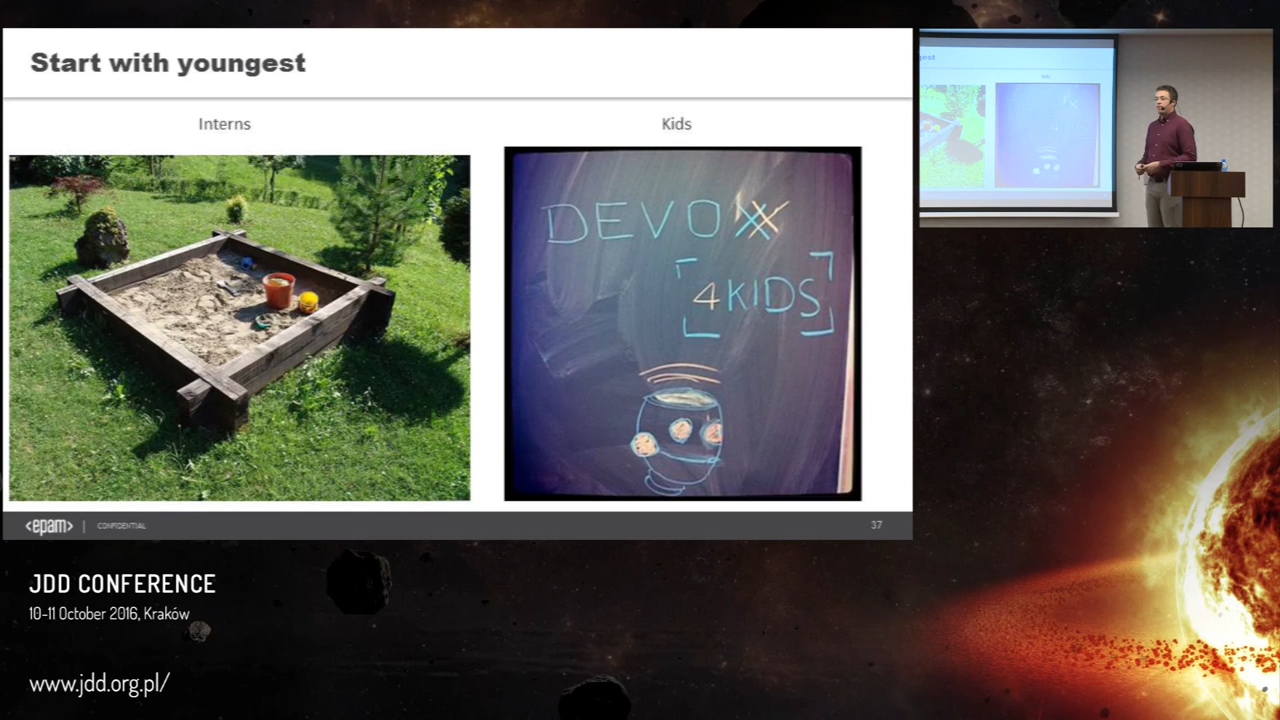 Start with youngest
Interns
Kids
DEVOXX
4KIDS
<epam> | CONFIDENTIAL
37
JDD CONFERENCE
10-11 October 2016, Kraków
www.jdd.org.pl/